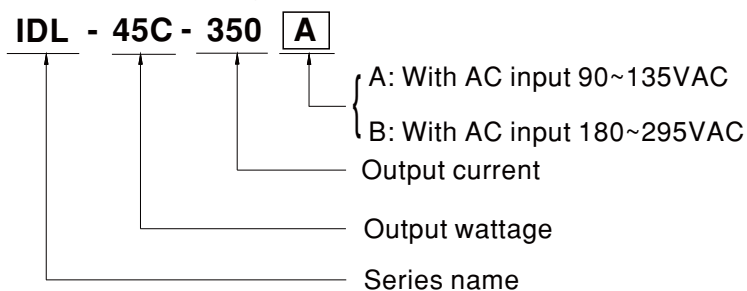 IDL - 45C - 350 A
A: With AC input 90~135VAC
B: With AC input 180~295VAC
Output current
Output wattage
Series name